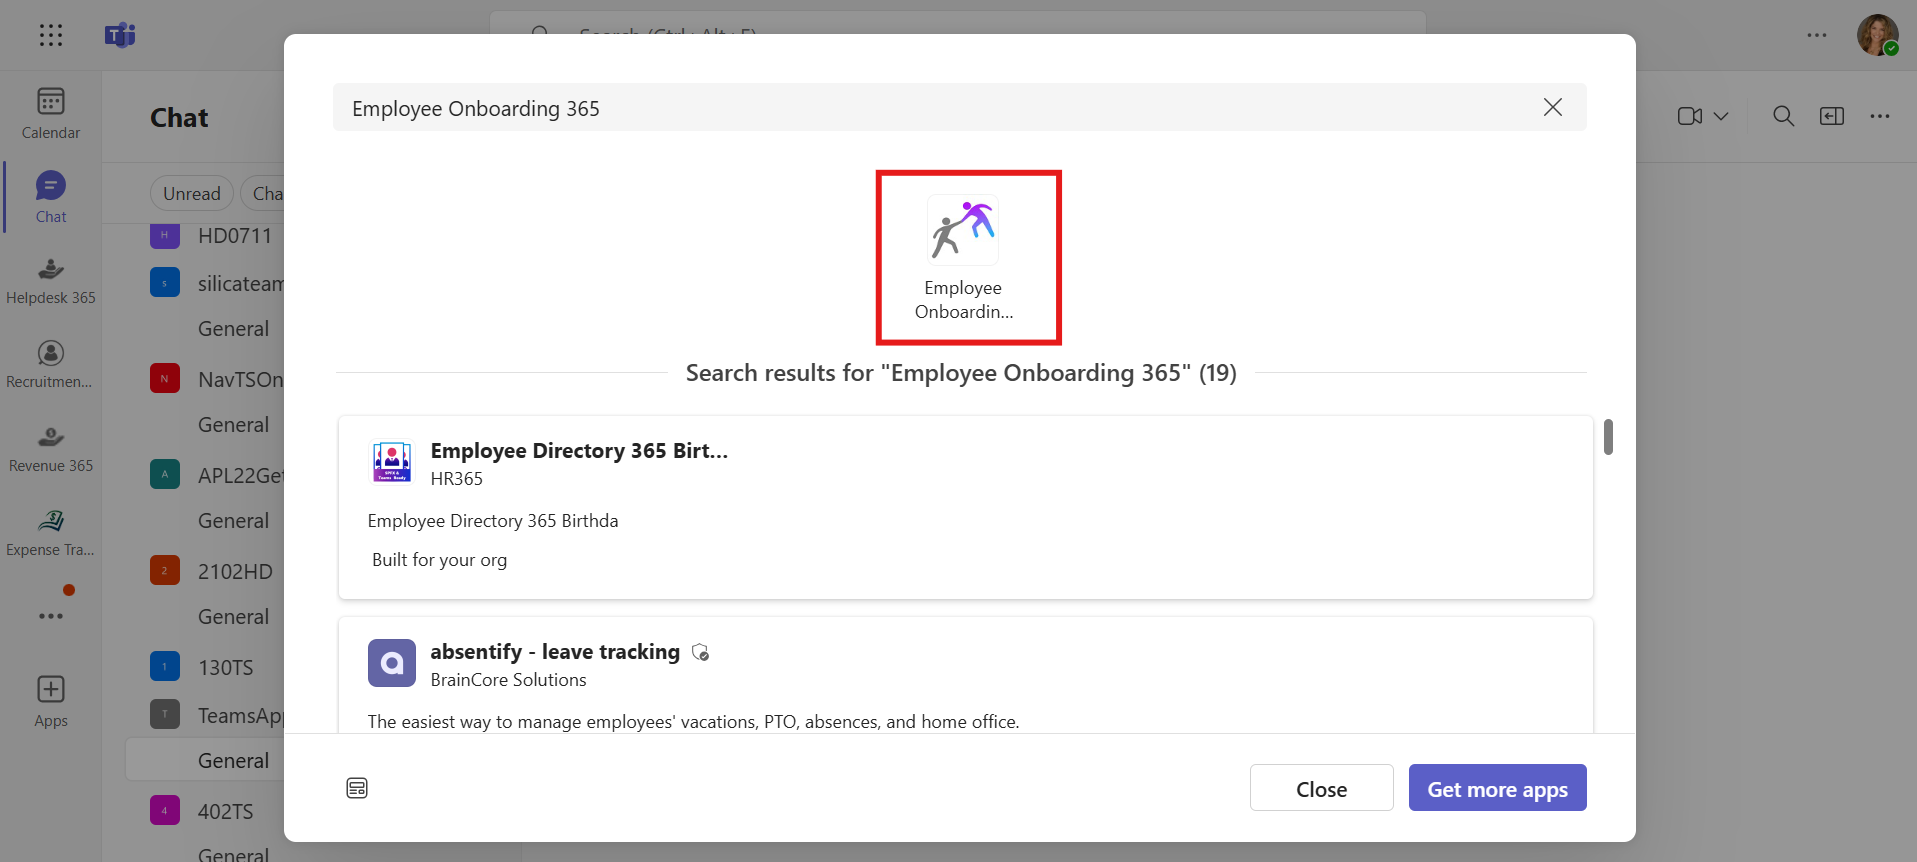 Search (Ctrl+Alt+E)
Calendar
Chat
Helpdesk 365
Recruitmen...
Revenue 365
Expense Tra...
Apps
Chat
Unread
Cha
H
HD0711
s
silicateam
General
N
NavTSOn
General
A
APL22Get
General
2
2102HD
General
1
130TS
T
TeamsApp
General
4
402TS
General
Employee Onboarding 365
Employee
Onboardin...
Search results for "Employee Onboarding 365" (19)
Employee Directory 365 Birt...
HR365
Employee Directory 365 Birthda
Built for your org
absentify - leave tracking
BrainCore Solutions
The easiest way to manage employees' vacations, PTO, absences, and home office.
Close
Get more apps